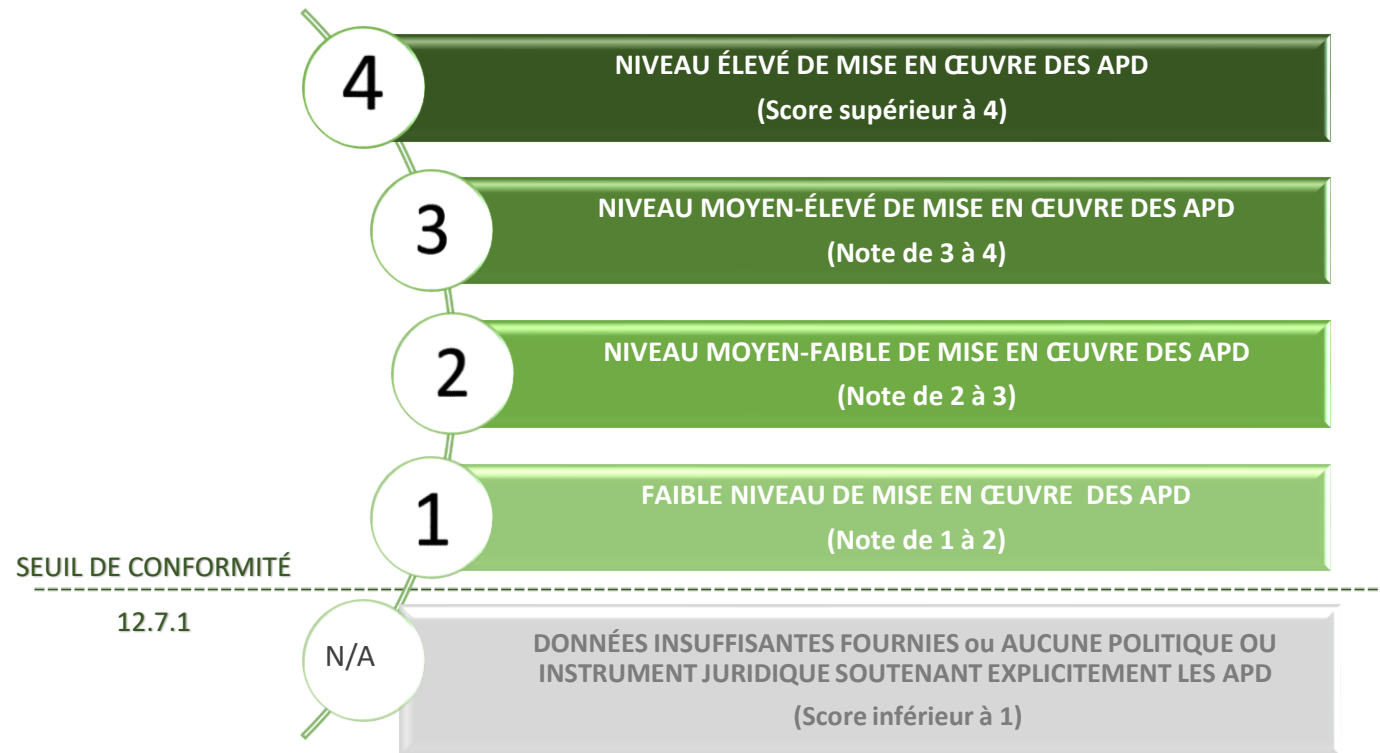 4
NIVEAU ÉLEVÉ DE MISE EN ŒUVRE DES APD
(Score supérieur à 4)
3
NIVEAU MOYEN-ÉLEVÉ DE MISE EN ŒUVRE DES APD
(Note de 3 à 4)
2
NIVEAU MOYEN-FAIBLE DE MISE EN ŒUVRE DES APD
(Note de 2 à 3)
1
FAIBLE NIVEAU DE MISE EN ŒUVRE DES APD
(Note de 1 à 2)
SEUIL DE CONFORMITÉ
12.7.1
N/A
DONNÉES INSUFFISANTES FOURNIES ou AUCUNE POLITIQUE OU
INSTRUMENT JURIDIQUE SOUTENANT EXPLICITEMENT LES APD
(Score inférieur à 1)